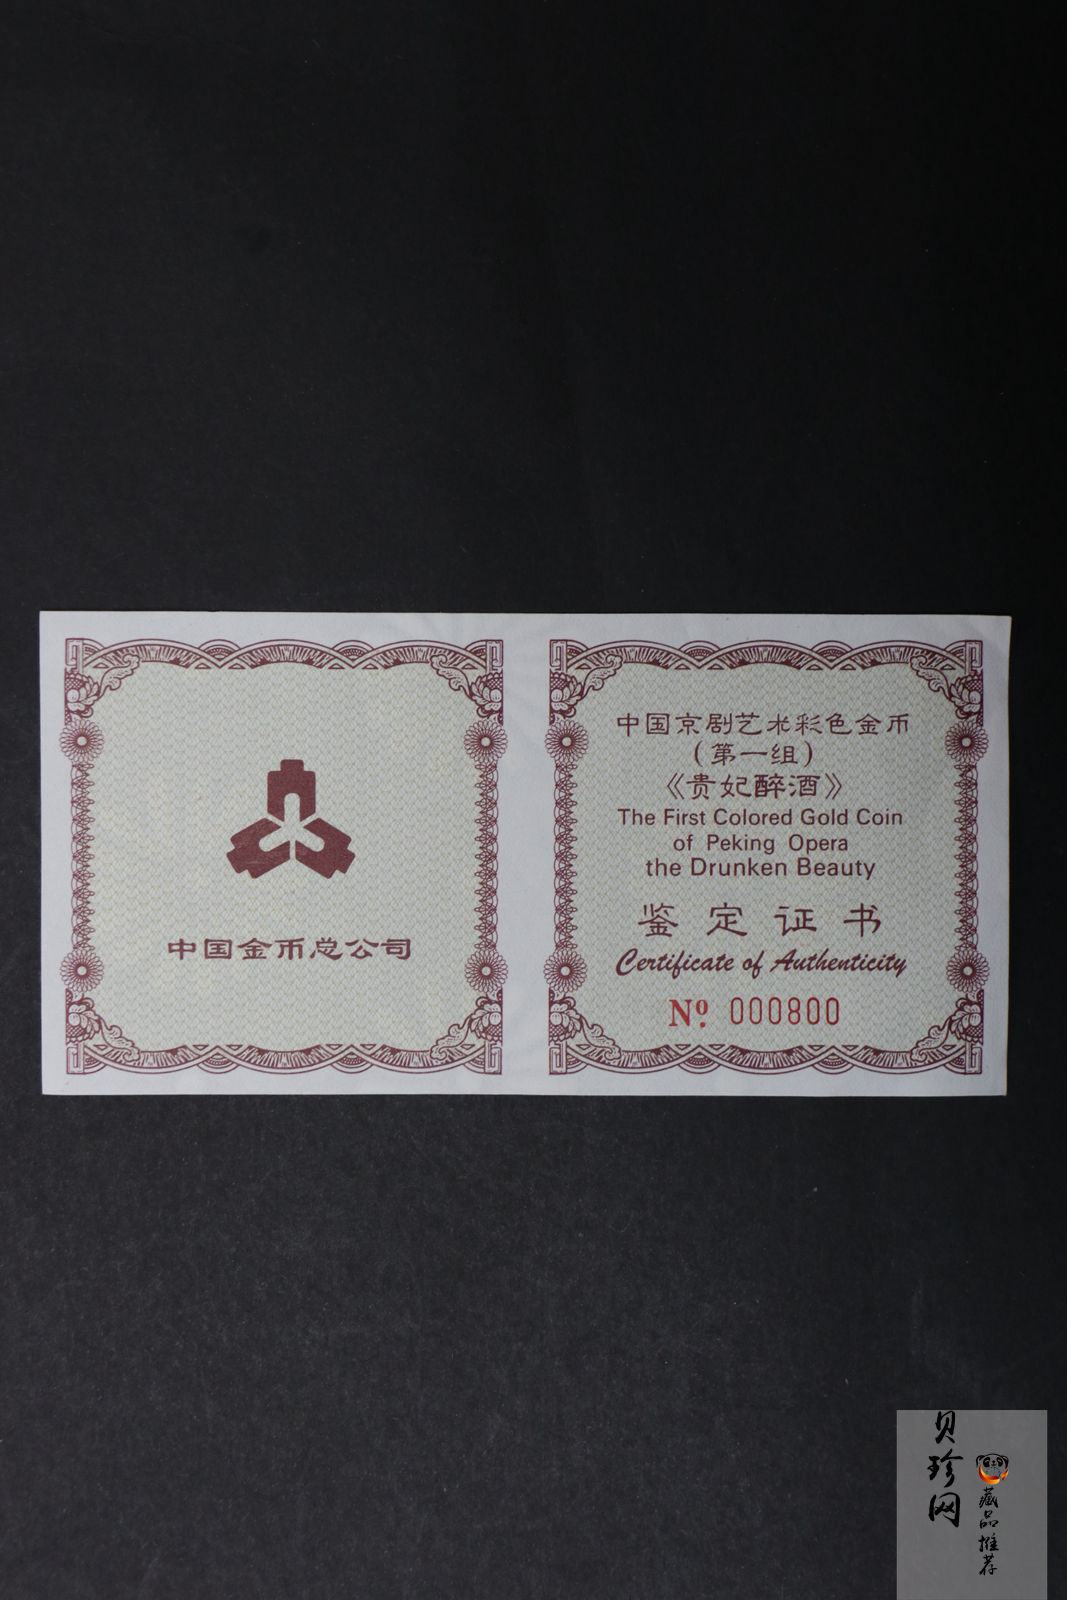 中国金币总公司
中国京剧艺术彩色金币
(第一组)
《贵妃醉酒》
The First Colored Gold Coin
of Peking Opera
the Drunken Beauty
鉴定证书
Certificate of Authenticity
Nº. 000800
贝珍网
藏品推荐